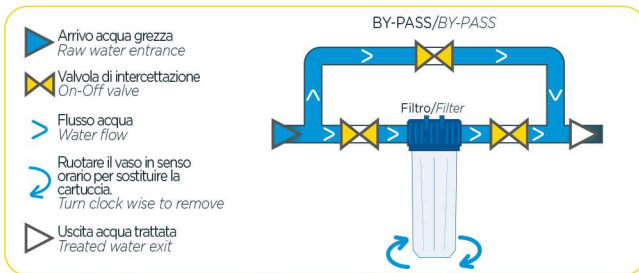 Arrivo acqua grezza
Raw water entrance
Valvola di intercettazione
On-Off valve
Flusso acqua
Water flow
Ruotare il vaso in senso
orario per sostituire la
cartuccia.
Turn clock wise to remove
Uscita acqua trattata
Treated water exit
BY-PASS/BY-PASS
Filtro/Filter